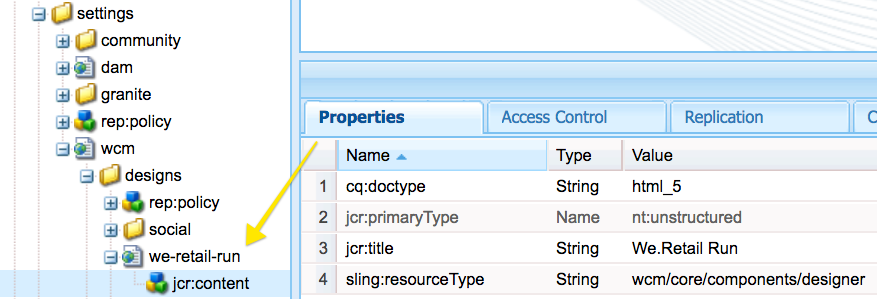 settings
community
dam
granite
rep:policy
wcm
designs
rep:policy
social
we-retail-run
jcr:content
Properties Access Control Replication
Name Type Value
1 cq:doctype String html_5
2 jcr:primaryType Name nt:unstructured
3 jcr:title String We.Retail Run
4 sling:resourceType String wcm/core/components/designer